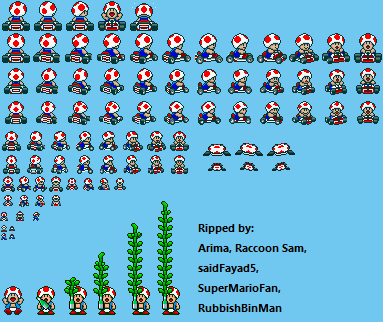 Ripped by:
Arima, Raccoon Sam,
saidFayad5,
SuperMarioFan,
RubbishBinMan